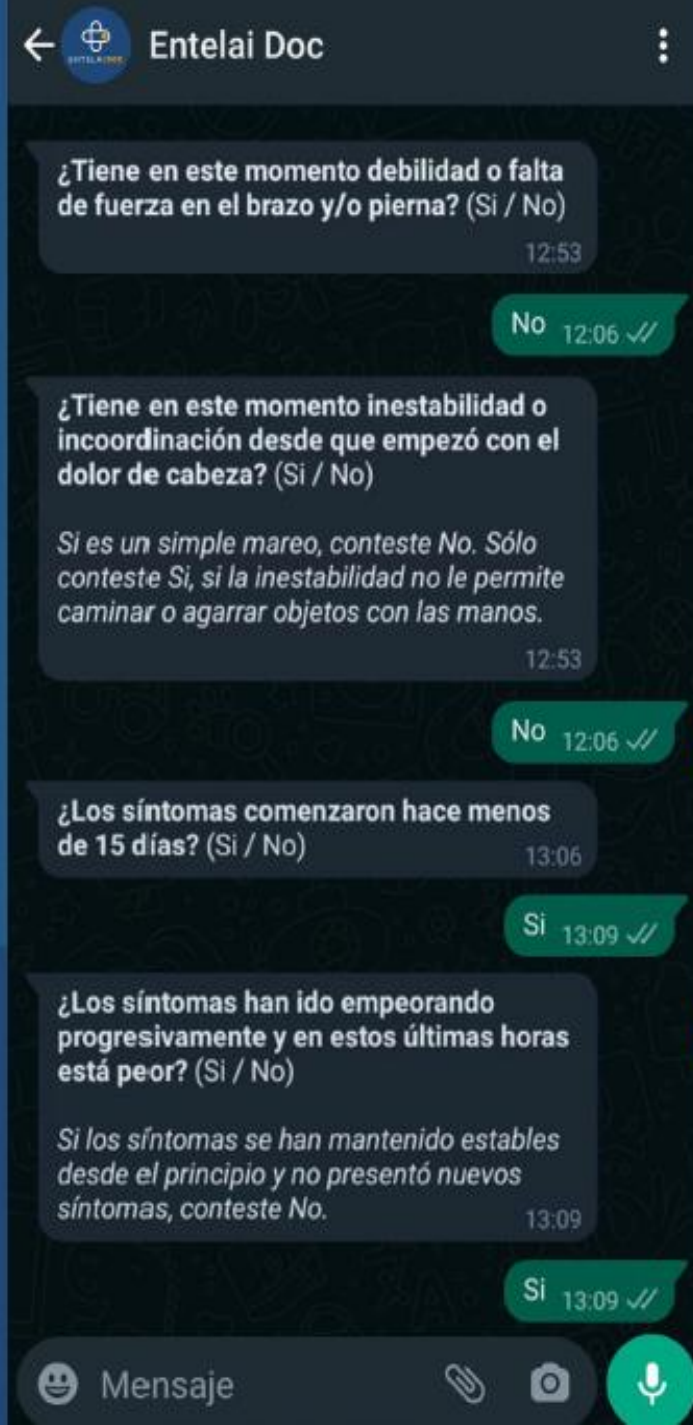 Entelai Doc
ENTELAIDOC
¿Tiene en este momento debilidad o falta
de fuerza en el brazo y/o pierna? (Si / No)
12:53
No 12:06
¿Tiene en este momento inestabilidad o
incoordinación desde que empezó con el
dolor de cabeza? (Si / No)
Si es un simple mareo, conteste No. Sólo
conteste Si, si la inestabilidad no le permite
caminar o agarrar objetos con las manos.
12:53
No 12:06
¿Los síntomas comenzaron hace menos
de 15 días? (Si / No)
13:06
Si 13:09
¿Los síntomas han ido empeorando
progresivamente y en estos últimas horas
está peor? (Si / No)
Si los síntomas se han mantenido estables
desde el principio y no presentó nuevos
síntomas, conteste No.
13:09
Si 13:09
Mensaje